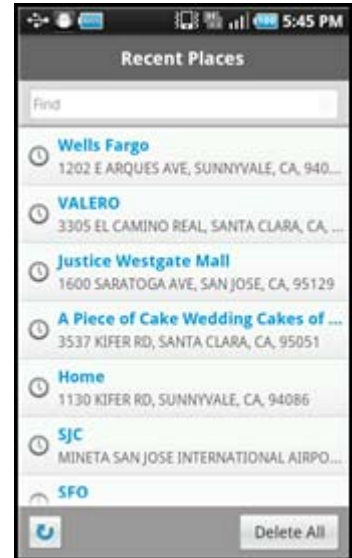 5:45 PM
Recent Places
Find
Wells Fargo
1202 E ARQUES AVE, SUNNYVALE, CA, 940...
VALERO
3305 EL CAMINO REAL, SANTA CLARA, CA, ...
Justice Westgate Mall
1600 SARATOGA AVE, SAN JOSE, CA, 95129
A Piece of Cake Wedding Cakes of ...
3537 KIFER RD, SANTA CLARA, CA, 95051
Home
1130 KIFER RD, SUNNYVALE, CA, 94086
SJC
MINETA SAN JOSE INTERNATIONAL AIRPO...
SFO
Delete All